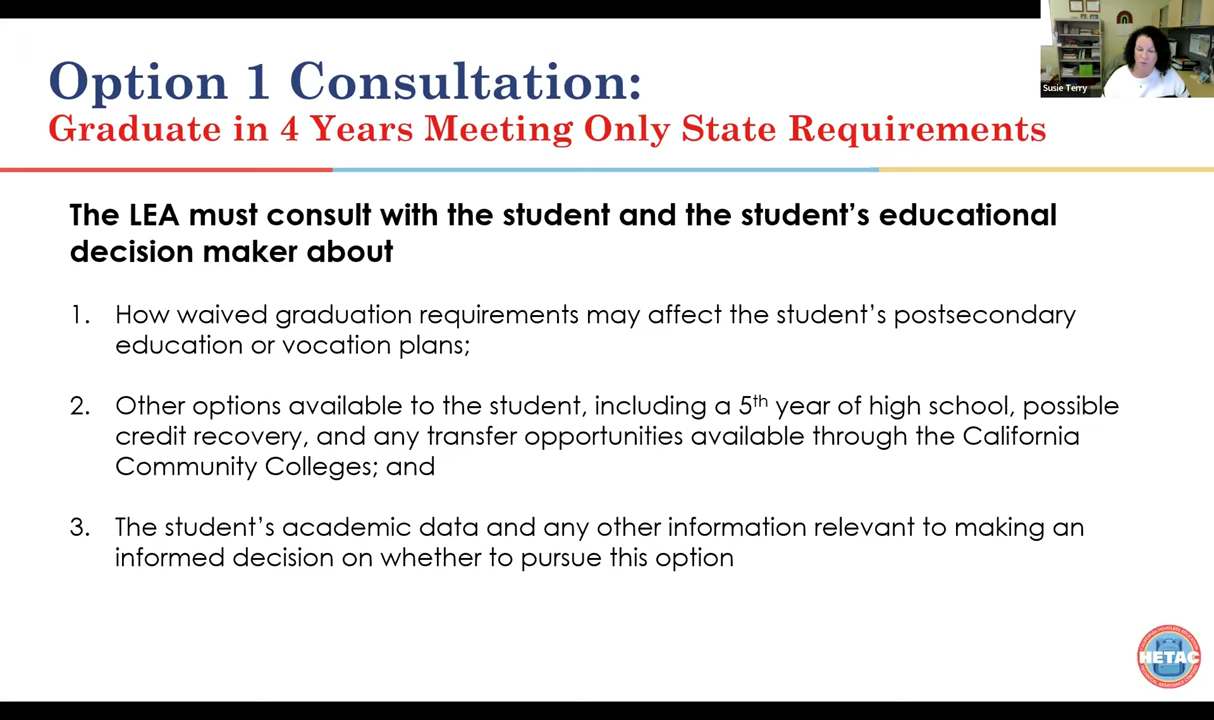 Option 1 Consultation:
Graduate in 4 Years Meeting Only State Requirements
Susie Terry
The LEA must consult with the student and the student's educational
decision maker about
1. How waived graduation requirements may affect the student's postsecondary
education or vocation plans;
2. Other options available to the student, including a 5th year of high school, possible
credit recovery, and any transfer opportunities available through the California
Community Colleges; and
3. The student's academic data and any other information relevant to making an
informed decision on whether to pursue this option
HETAC